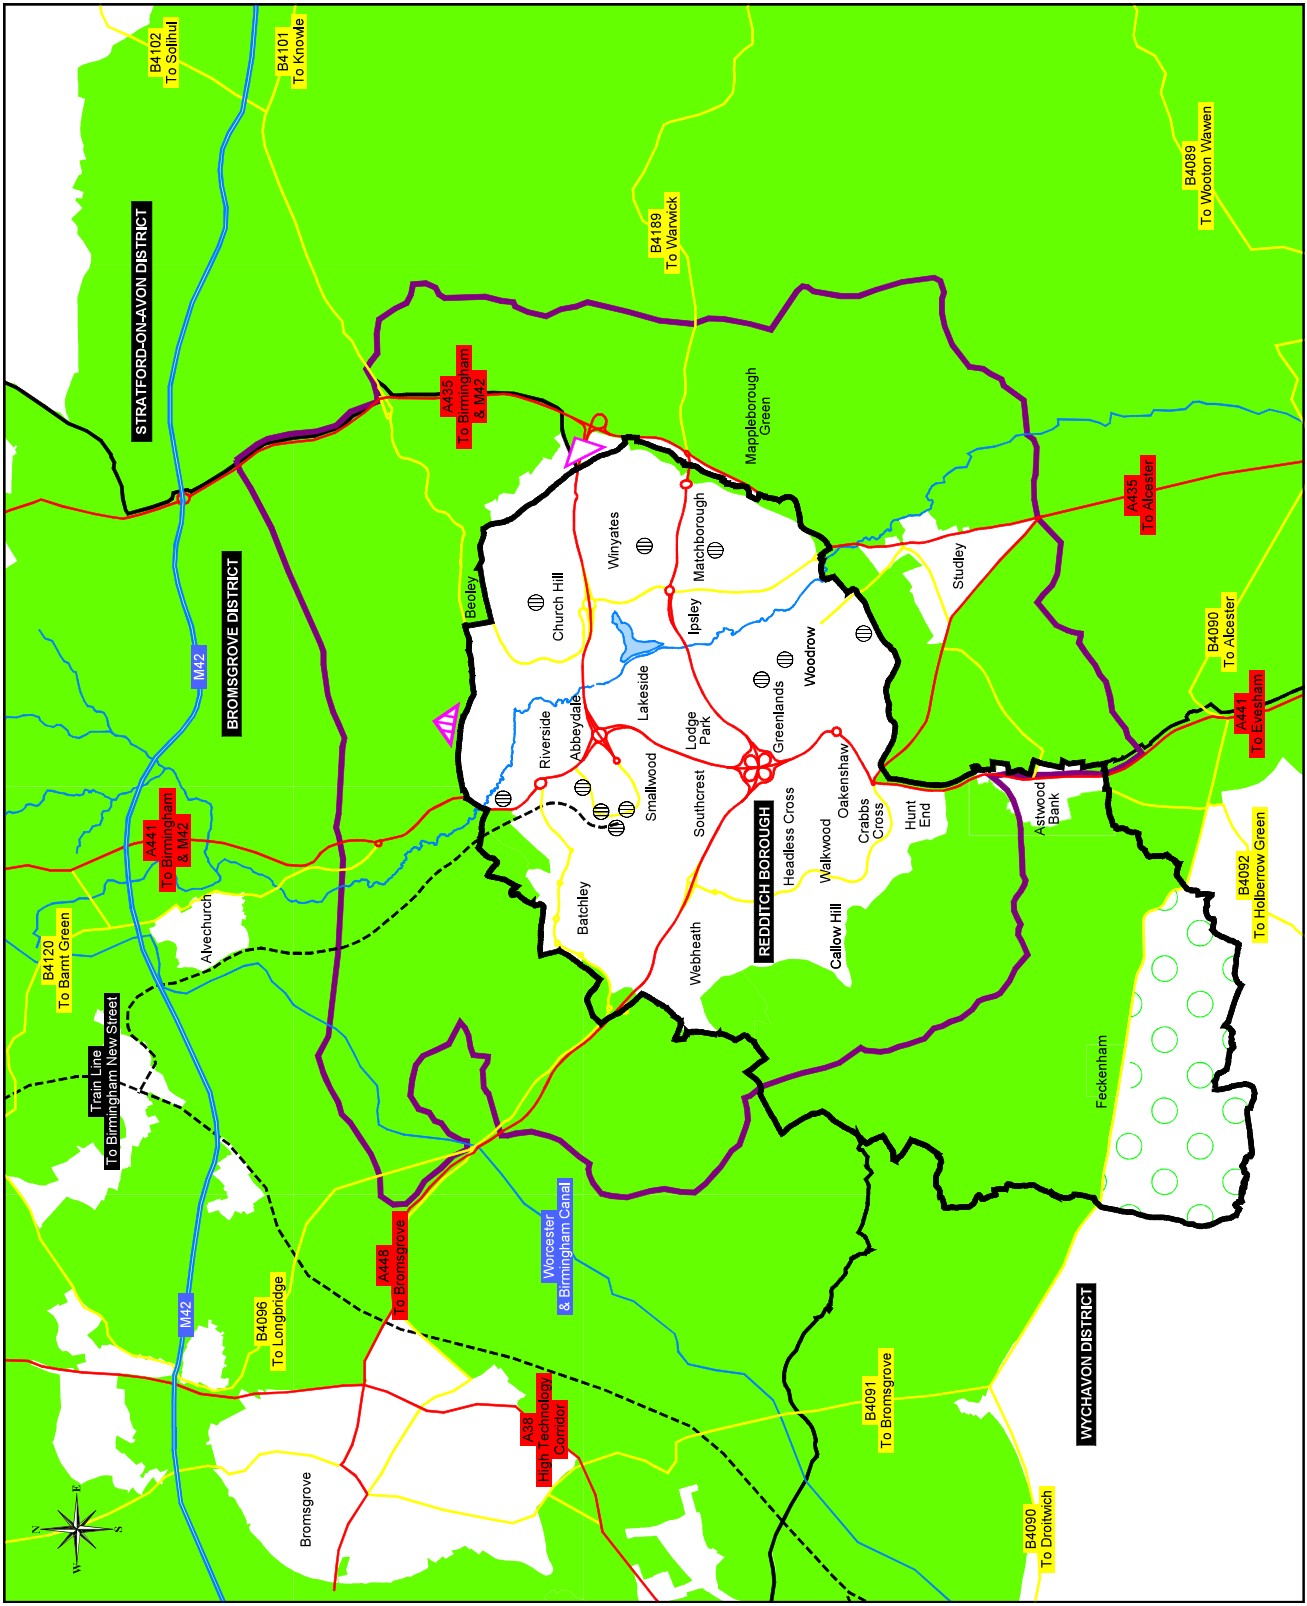 B4102
To Solihul
B4101
To Knowle
STRATFORD-ON-AVON DISTRICT
B4189
To Warwick
B4089
To Wooton Wawen
A435
To Birmingham
& M42
Mappleborough
Green
A435
To Alcester
BROMSGROVE DISTRICT
M42
Beoley
Church Hill
Winyates
Matchborough
Ipsley
Studley
B4090
To Alcester
A441
To Evesham
Woodrow
Riverside
Abbeydale
Lakeside
Lodge
Park
Greenlands
Smallwood
Southcrest
REDDITCH BOROUGH
Headless Cross
Oakenshaw
Walkwood
Crabbs
Cross
Hunt
End
Astwood
Bank
B4092
To Holberrow Green
A441
To Birmingham
& M42
Alvechurch
B4120
To Barnt Green
Batchley
Webheath
Callow Hill
Train Line
To Birmingham New Street
Feckenham
A448
To Bromsgrove
Worcester
& Birmingham Canal
M42
B4096
To Longbridge
WYCHAVON DISTRICT
B4091
To Bromsgrove
A38
High Technology
Corridor
Bromsgrove
B4090
To Droitwich
N
E
S
W